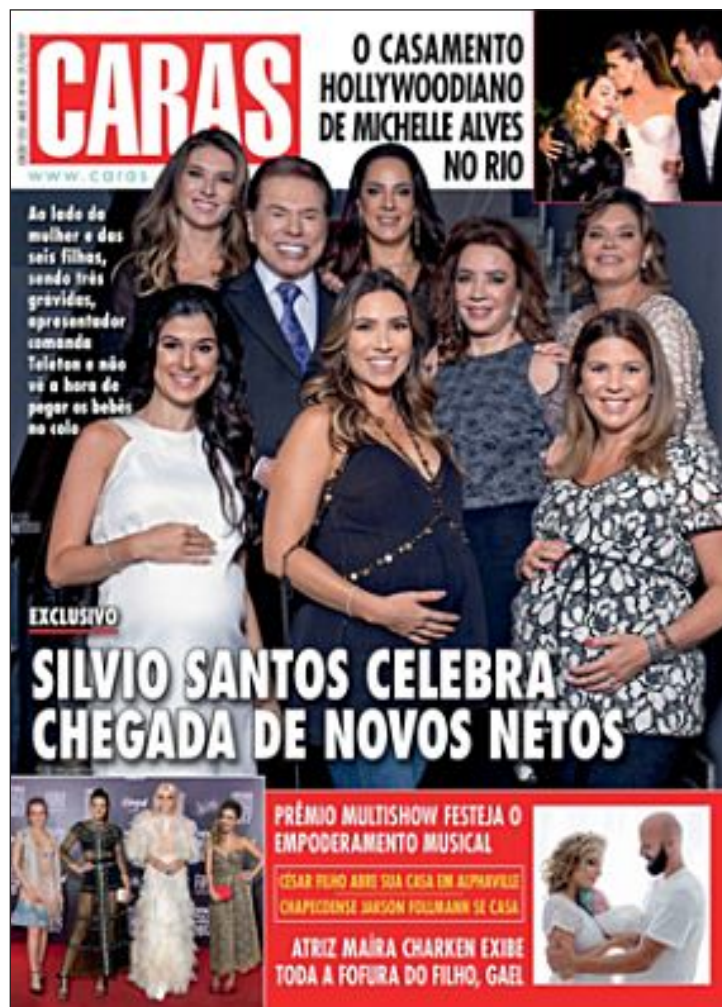 CARAS
www.caras
O CASAMENTO
HOLLYWOODIANO
DE MICHELLE ALVES
NO RIO
Ao lado da
mulher e das
seis filhas,
sendo três
grávidas,
apresentador
comanda
Teleton e não
vê a hora de
pegar os bebês
no colo
EXCLUSIVO
SILVIO SANTOS CELEBRA
CHEGADA DE NOVOS NETOS
PRÊMIO MULTISHOW FESTEJA O
EMPODERAMENTO MUSICAL
CÉSAR FILHO ABRE SUA CASA EM ALPHAVILLE
CHAPECOENSE JAKSON FOLLMANN SE CASA
ATRIZ MAÍRA CHARKEN EXIBE
TODA A FOFURA DO FILHO, GAEL